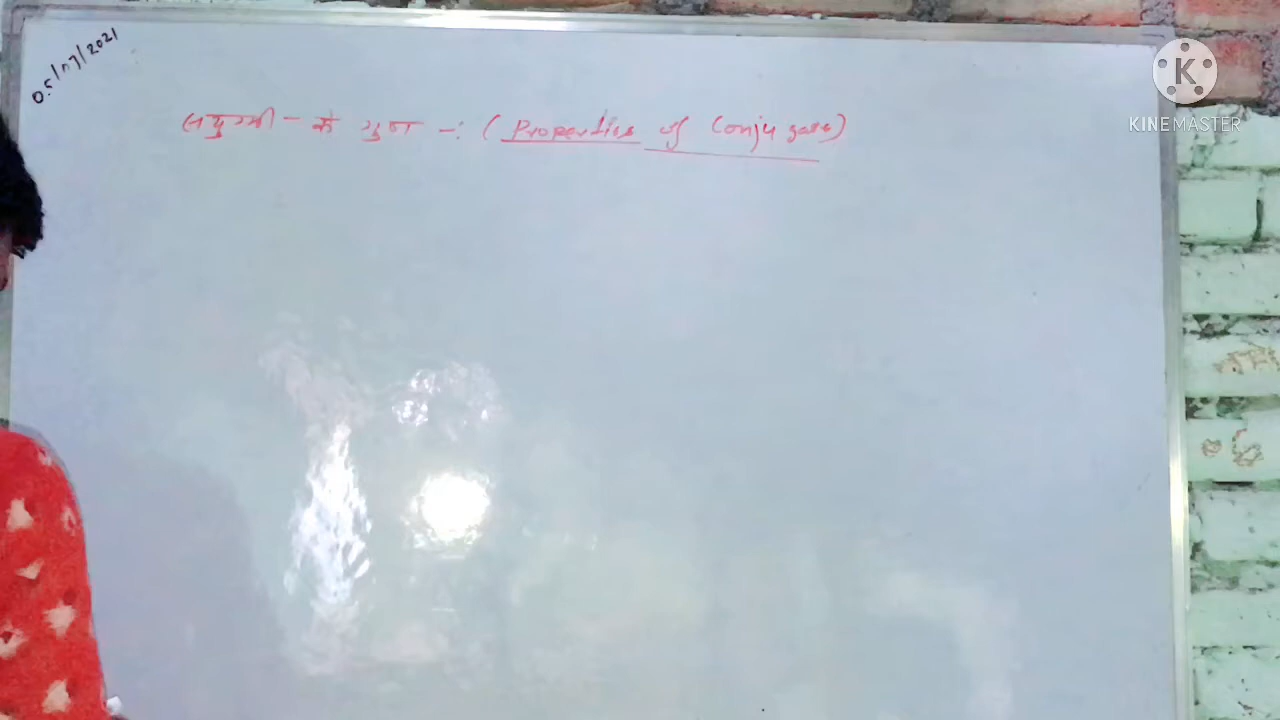 05/07/2021
संयुग्मी - के गुण -: (Properties of Conjugate)
K
KINEMASTER